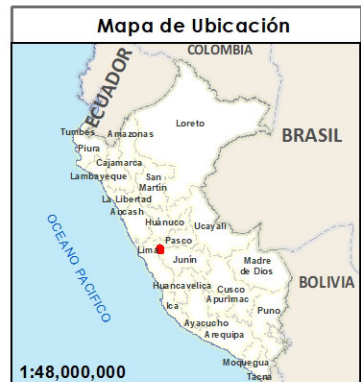 Mapa de Ubicación
COLOMBIA
ECUADOR
Loreto
Tumbes
Amazonas
Piura
BRASIL
Cajamarca
Lambayeque
San
Martín
La Libertad
Ancash
Huánuco
Ucayali
Pasco
Lima
Junín
Madre
de Dios
OCEANO PACIFICO
Huancavelica
Cusco
BOLIVIA
Apurimac
Ica
Puno
Ayacucho
Arequipa
Moquegua
1:48,000,000
Tacna